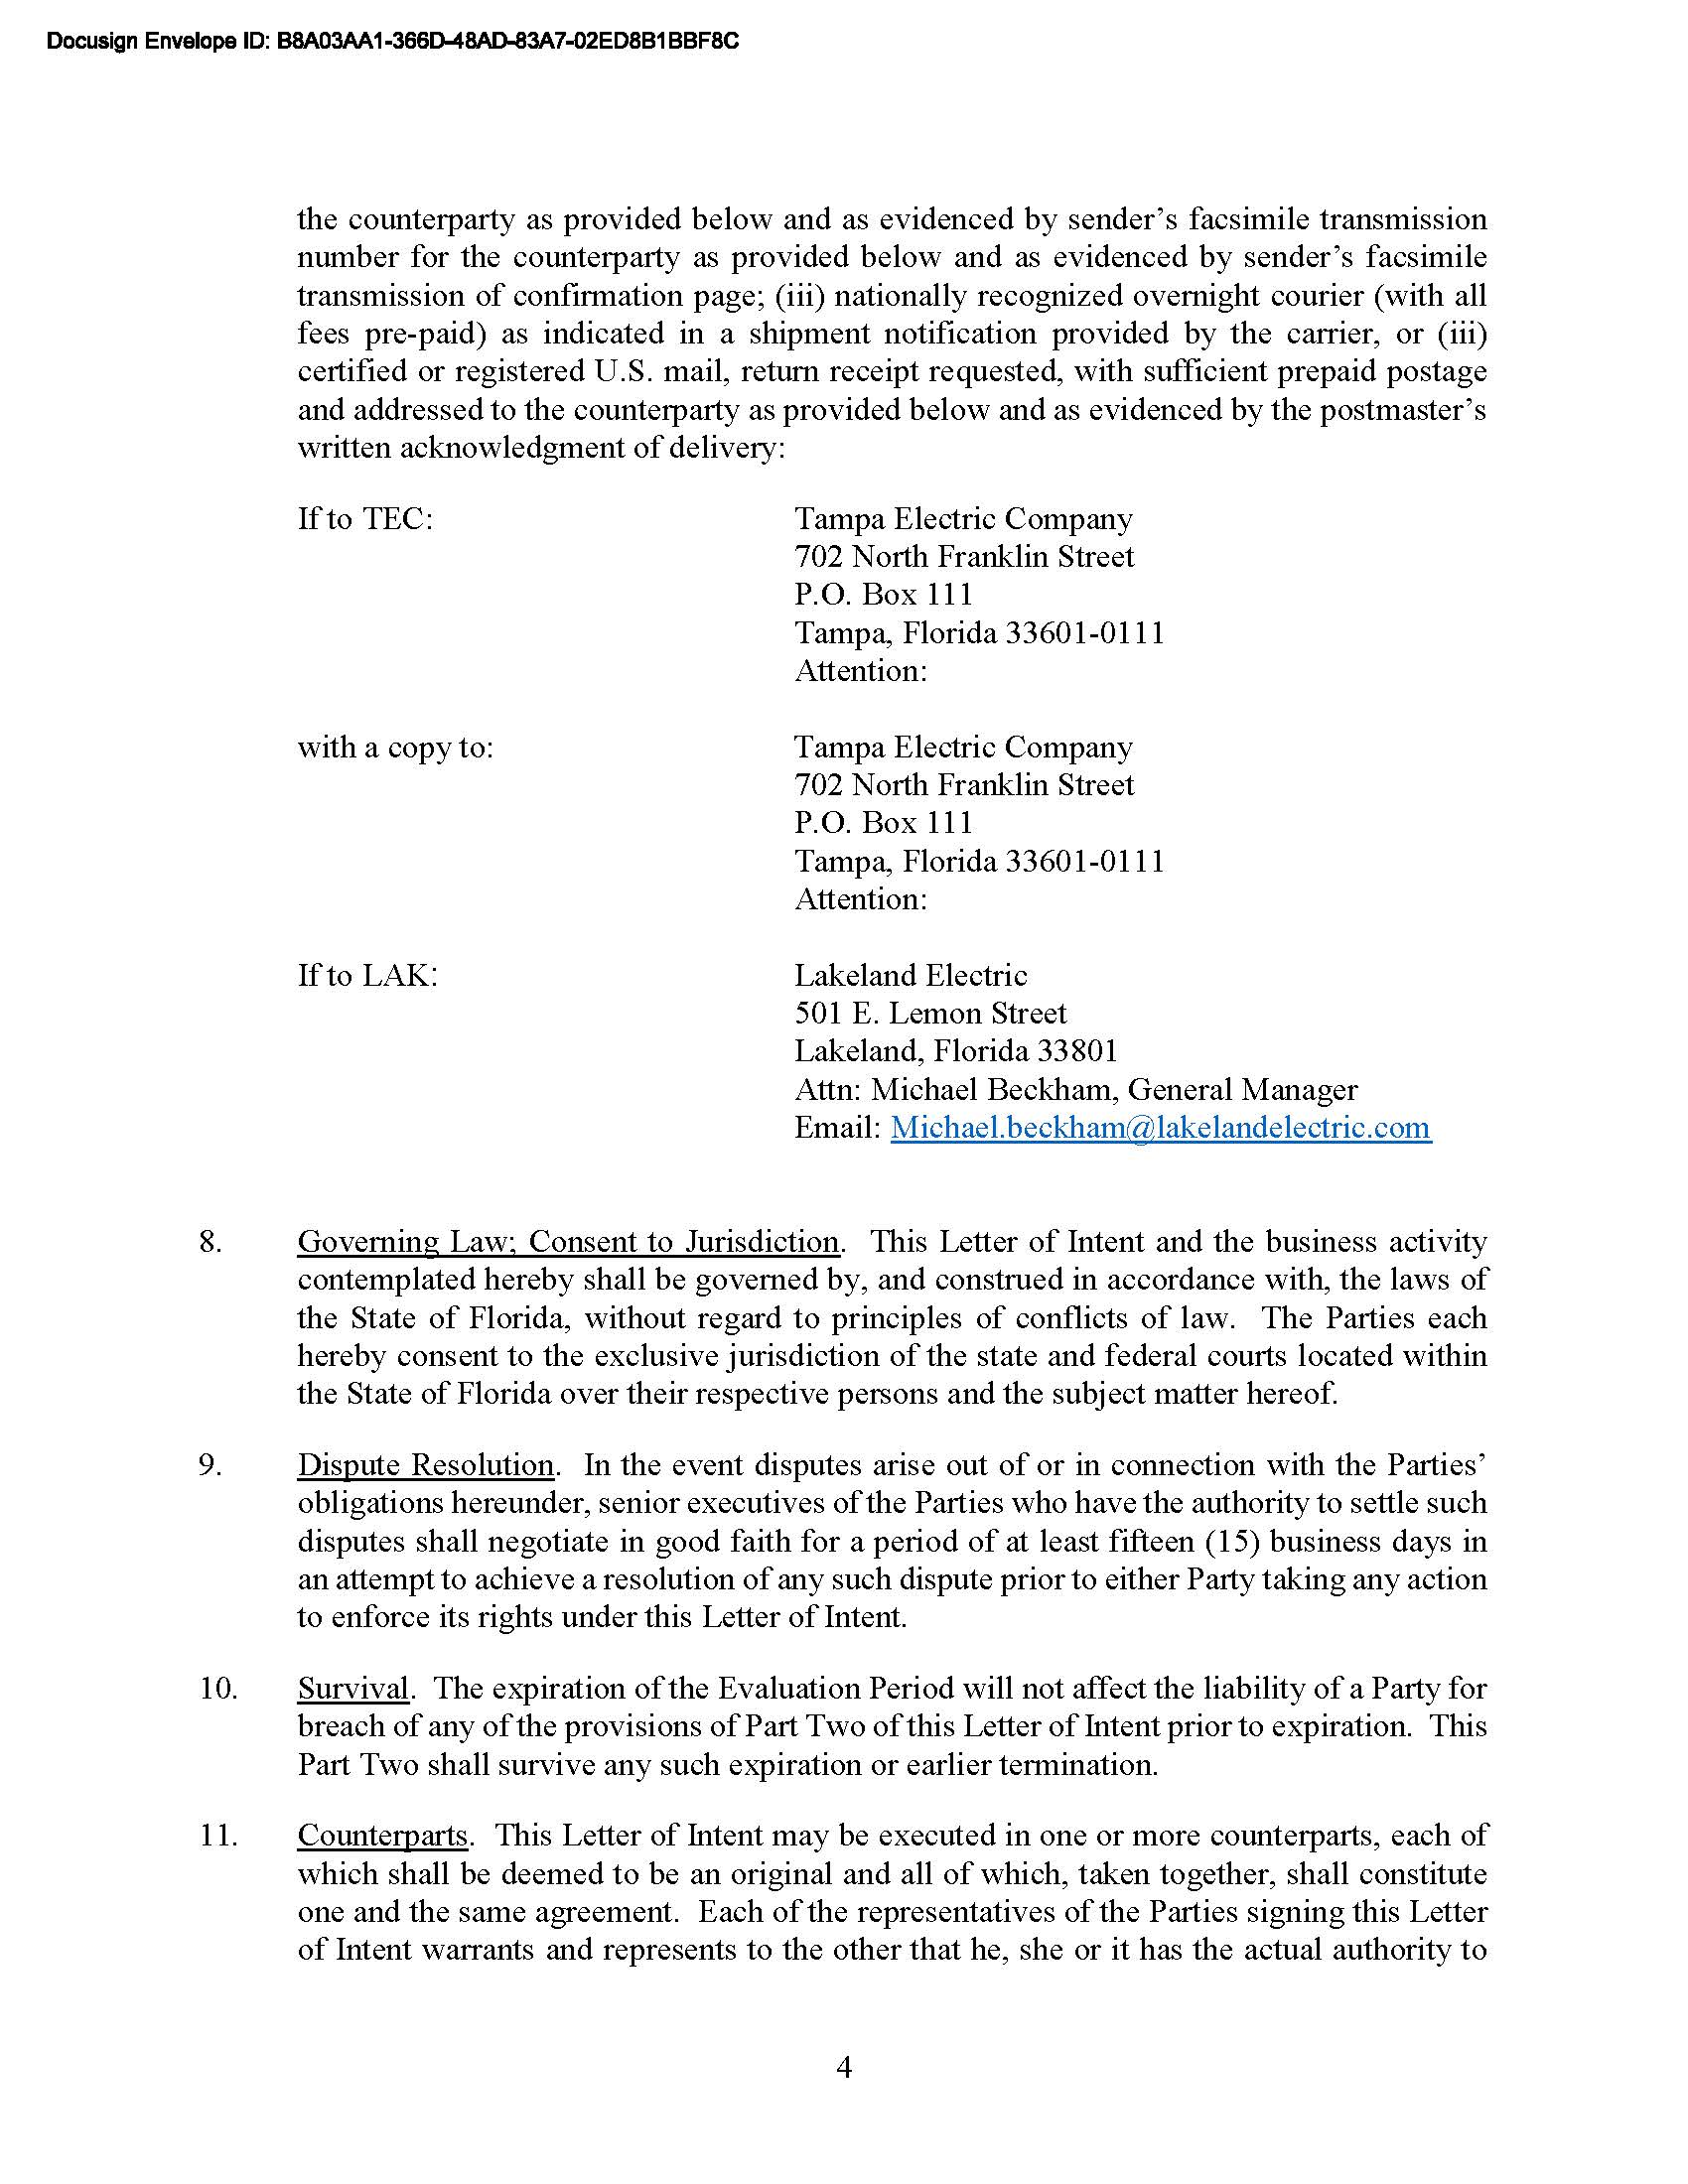 Docusign Envelope ID: B8A03AA1-366D-48AD-83A7-02ED8B1BBF8C
the counterparty as provided below and as evidenced by sender’s facsimile transmission
number for the counterparty as provided below and as evidenced by sender’s facsimile
transmission of confirmation page; (iii) nationally recognized overnight courier (with all
fees pre-paid) as indicated in a shipment notification provided by the carrier, or (iii)
certified or registered U.S. mail, return receipt requested, with sufficient prepaid postage
and addressed to the counterparty as provided below and as evidenced by the postmaster’s
written acknowledgment of delivery:
If to TEC: Tampa Electric Company
702 North Franklin Street
P.O. Box 111
Tampa, Florida 33601-0111
Attention:
with a copy to: Tampa Electric Company
702 North Franklin Street
P.O. Box 111
Tampa, Florida 33601-0111
Attention:
If to LAK: Lakeland Electric
501 E. Lemon Street
Lakeland, Florida 33801
Attn: Michael Beckham, General Manager
Email: Michael.beckham@lakelandelectric.com
8. Governing Law; Consent to Jurisdiction. This Letter of Intent and the business activity
contemplated hereby shall be governed by, and construed in accordance with, the laws of
the State of Florida, without regard to principles of conflicts of law. The Parties each
hereby consent to the exclusive jurisdiction of the state and federal courts located within
the State of Florida over their respective persons and the subject matter hereof.
9. Dispute Resolution. In the event disputes arise out of or in connection with the Parties’
obligations hereunder, senior executives of the Parties who have the authority to settle such
disputes shall negotiate in good faith for a period of at least fifteen (15) business days in
an attempt to achieve a resolution of any such dispute prior to either Party taking any action
to enforce its rights under this Letter of Intent.
10. Survival. The expiration of the Evaluation Period will not affect the liability of a Party for
breach of any of the provisions of Part Two of this Letter of Intent prior to expiration. This
Part Two shall survive any such expiration or earlier termination.
11. Counterparts. This Letter of Intent may be executed in one or more counterparts, each of
which shall be deemed to be an original and all of which, taken together, shall constitute
one and the same agreement. Each of the representatives of the Parties signing this Letter
of Intent warrants and represents to the other that he, she or it has the actual authority to
4